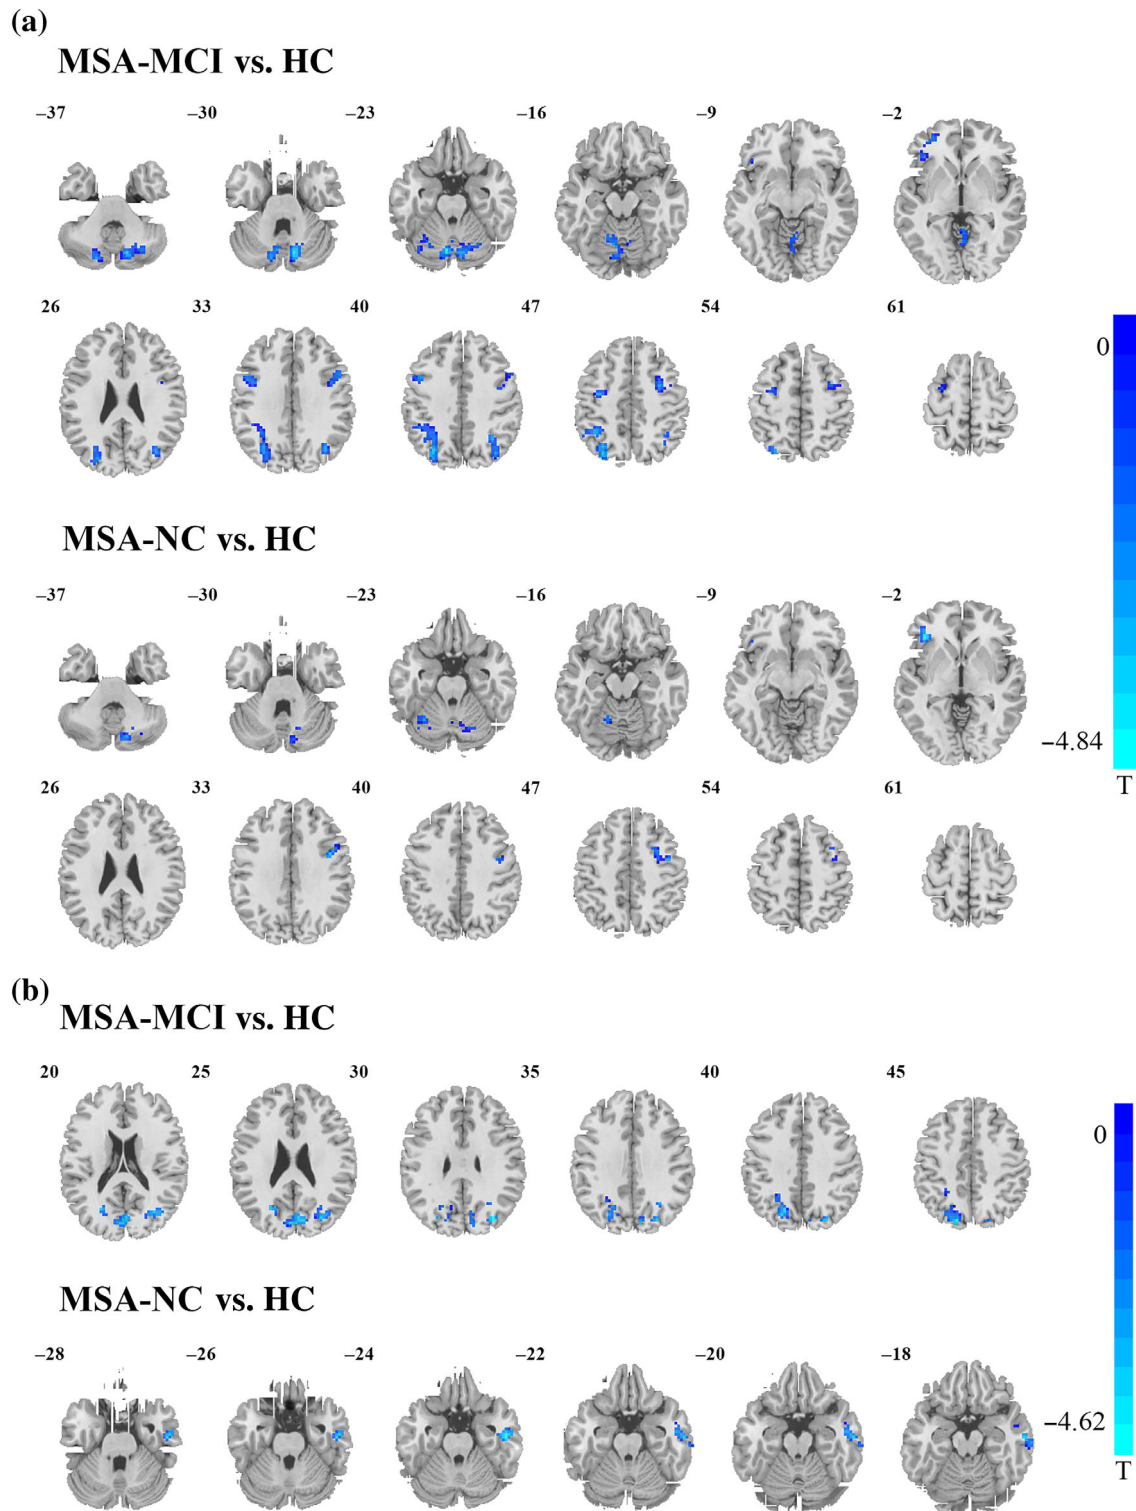 (a)
MSA-MCI vs. HC
−37 −30 −23 −16 −9 −2
26 33 40 47 54 61
0
−4.84
T
MSA-NC vs. HC
−37 −30 −23 −16 −9 −2
26 33 40 47 54 61
(b)
MSA-MCI vs. HC
20 25 30 35 40 45
0
−4.62
T
MSA-NC vs. HC
−28 −26 −24 −22 −20 −18